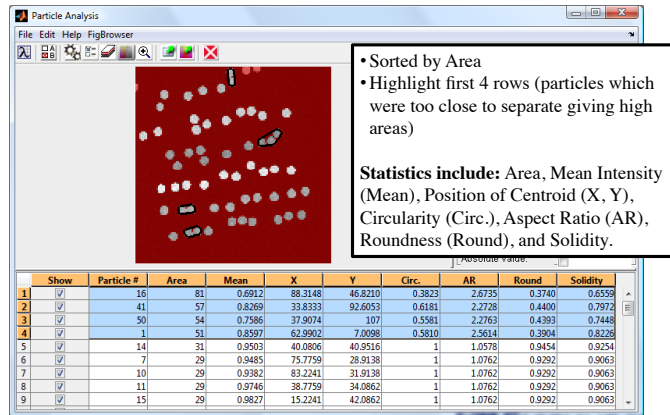 Particle Analysis
File Edit Help FigBrowser
• Sorted by Area
• Highlight first 4 rows (particles which
were too close to separate giving high
areas)
Statistics include: Area, Mean Intensity
(Mean), Position of Centroid (X, Y),
Circularity (Circ.), Aspect Ratio (AR),
Roundness (Round), and Solidity.
Absolute Value:
Show Particle # Area Mean X Y Circ. AR Round Solidity
1 16 81 0.6912 88.3148 46.8210 0.3823 2.6735 0.3740 0.6559
2 41 57 0.8269 33.8333 92.6053 0.6181 2.2728 0.4400 0.7972
3 50 54 0.7586 37.9074 107 0.5581 2.2763 0.4393 0.7448
4 1 51 0.8597 62.9902 7.0098 0.5810 2.5614 0.3904 0.8226
5 14 31 0.9503 40.0806 40.9516 1 1.0578 0.9454 0.9254
6 7 29 0.9485 75.7759 28.9138 1 1.0762 0.9292 0.9063
7 10 29 0.9382 83.2241 31.9138 1 1.0762 0.9292 0.9063
8 11 29 0.9746 38.7759 34.0862 1 1.0762 0.9292 0.9063
9 15 29 0.9827 15.2241 42.0862 1 1.0762 0.9292 0.9063